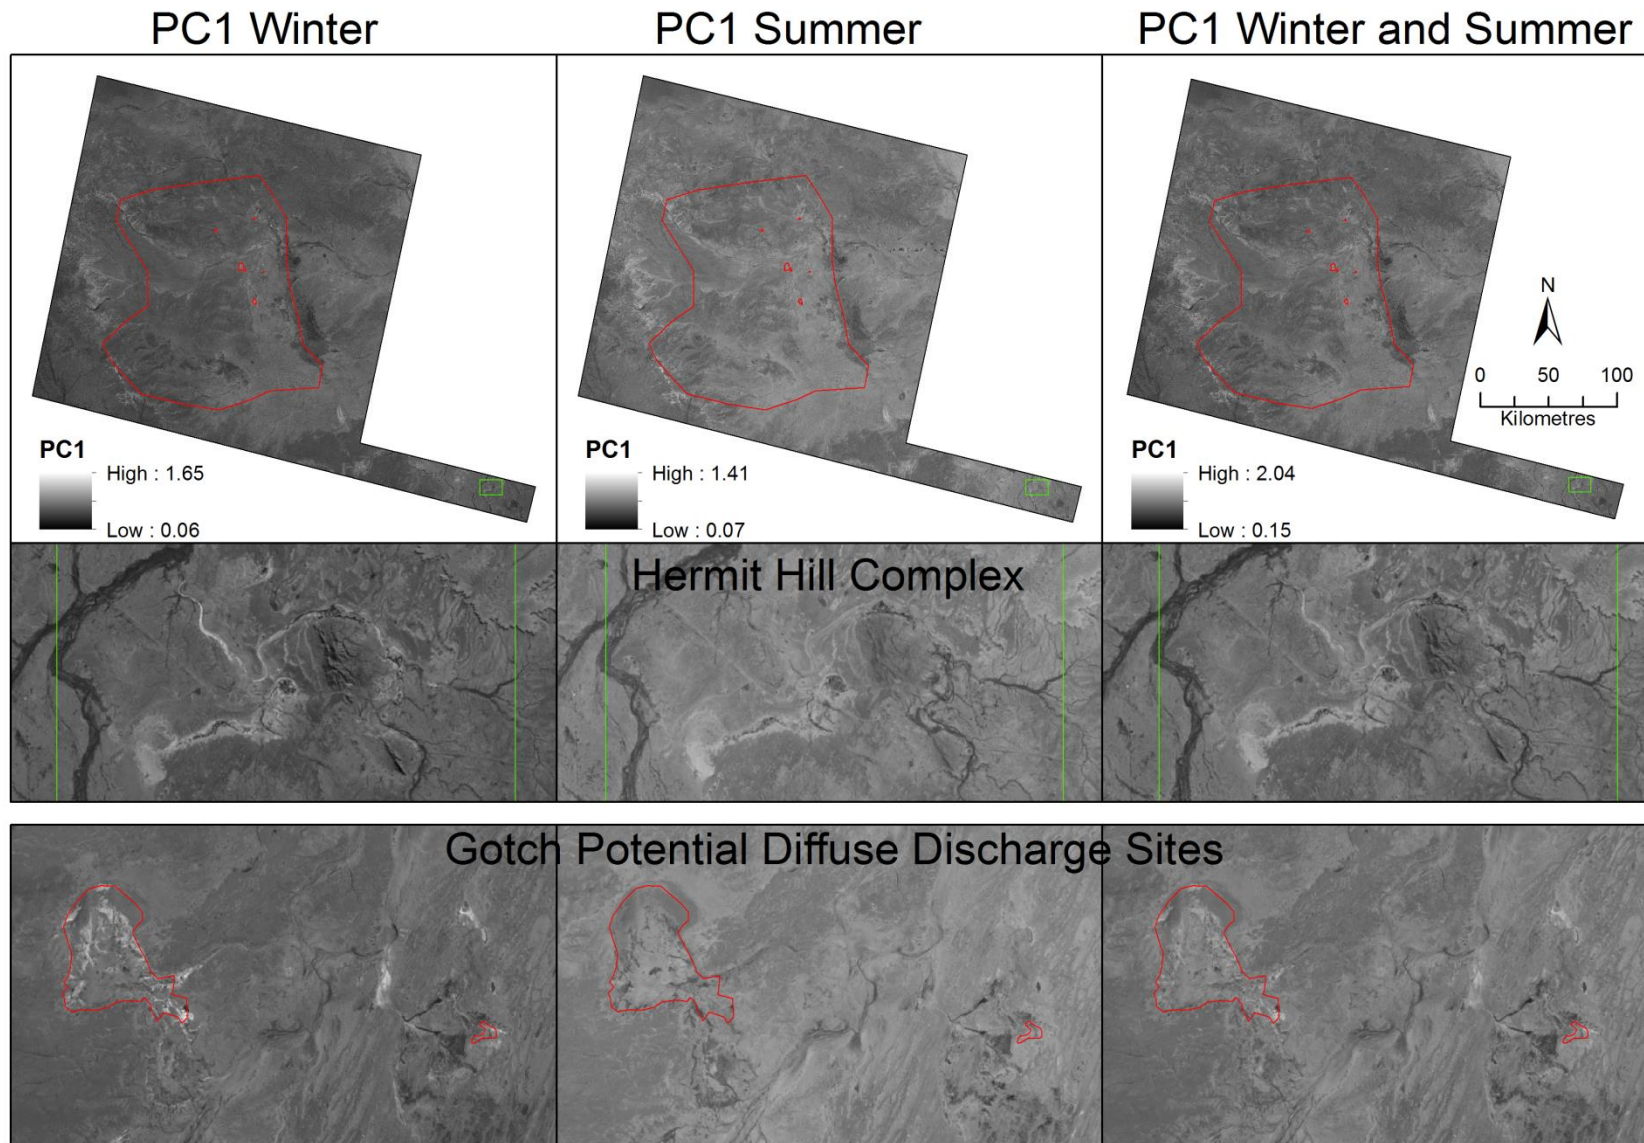 PC1 Winter
PC1 Summer
PC1 Winter and Summer
N
0 50 100
Kilometres
PC1
High : 1.65
Low : 0.06
PC1
High : 1.41
Low : 0.07
PC1
High : 2.04
Low : 0.15
Hermit Hill Complex
Gotch Potential Diffuse Discharge Sites